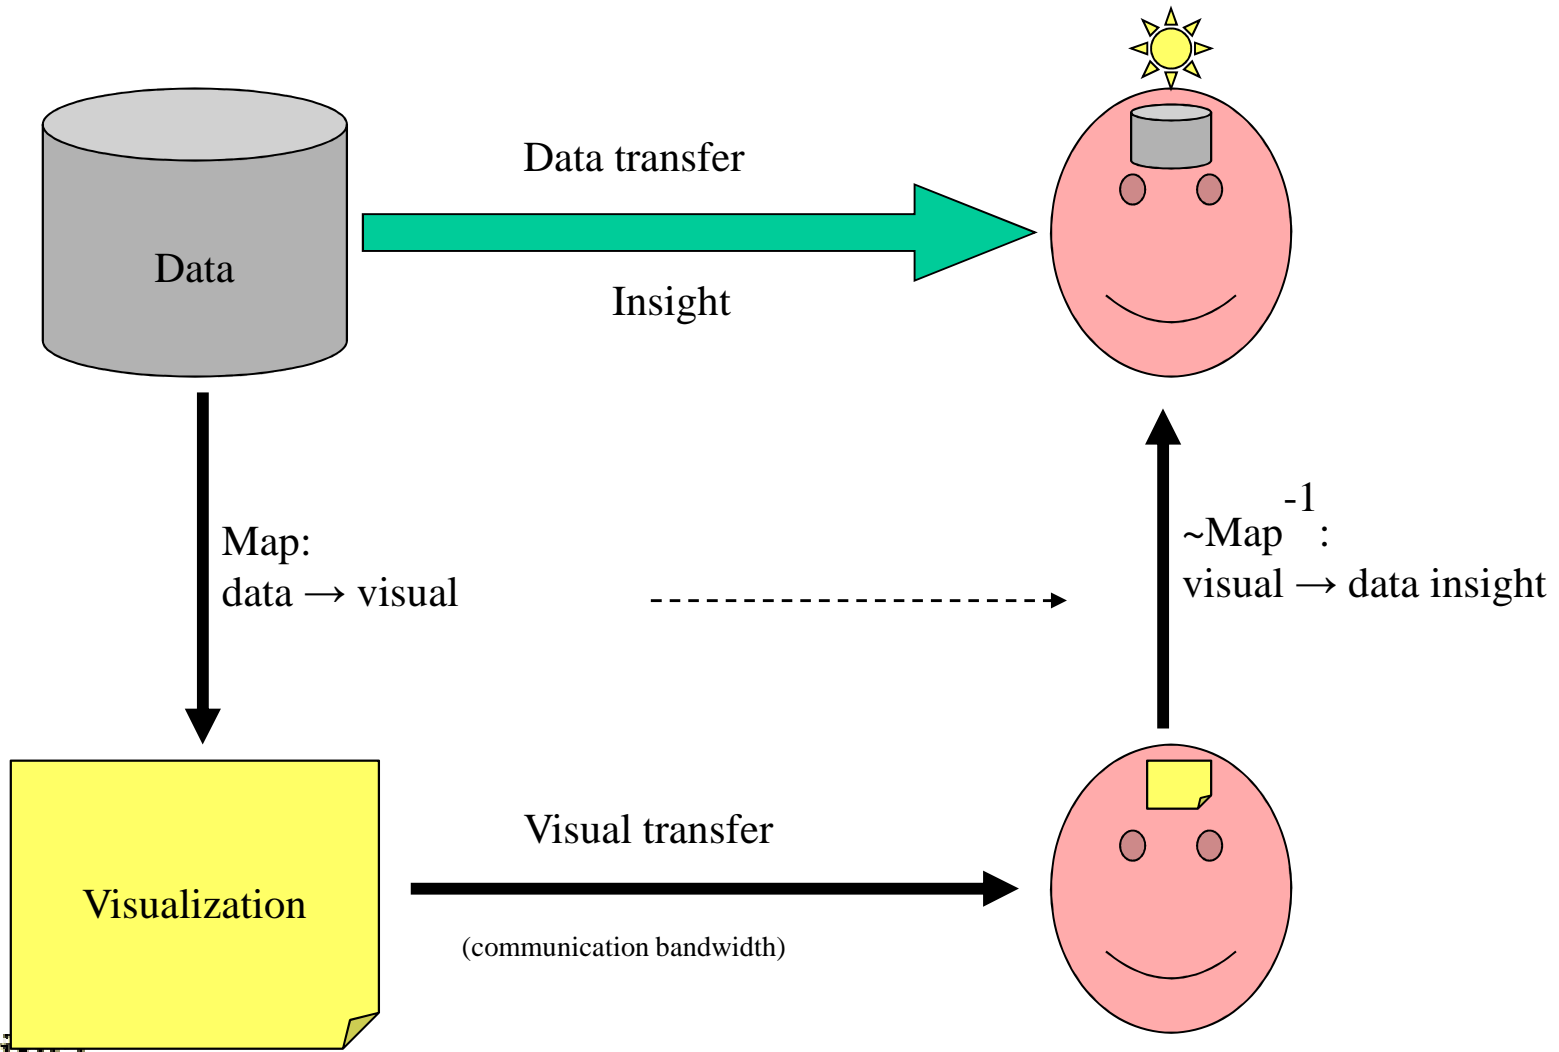 Data transfer
Data
Insight
Map:
data → visual
~Map⁻¹:
visual → data insight
Visual transfer
Visualization
(communication bandwidth)